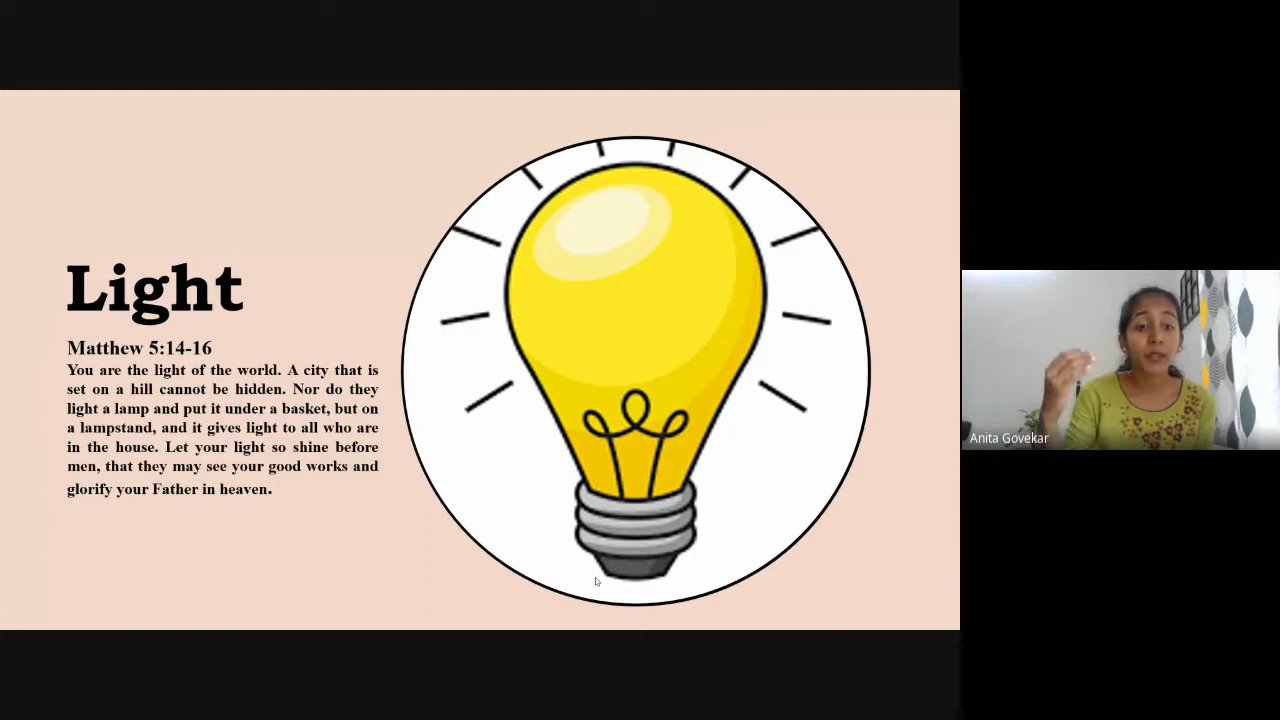 Light
Matthew 5:14-16
You are the light of the world. A city that is
set on a hill cannot be hidden. Nor do they
light a lamp and put it under a basket, but on
a lampstand, and it gives light to all who are
in the house. Let your light so shine before
men, that they may see your good works and
glorify your Father in heaven.
Anita Govekar